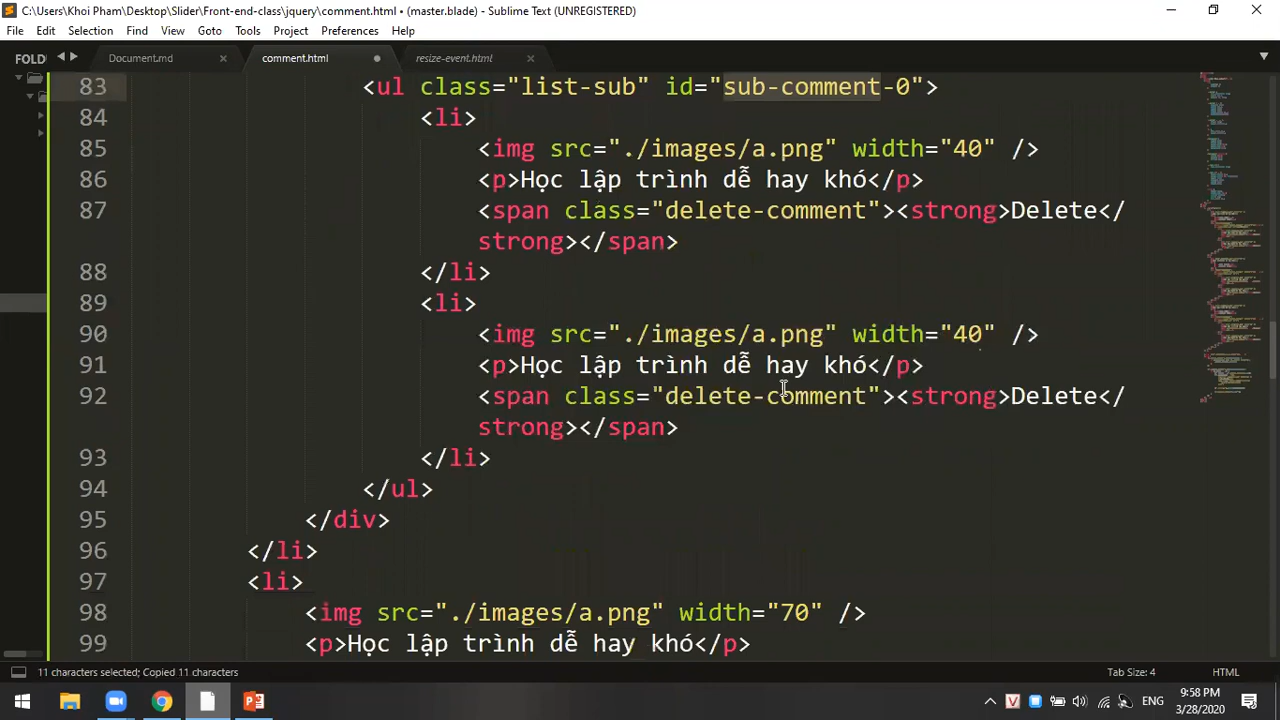 C:\Users\Khoi Pham\Desktop\Slider\Front-end-class\jquery\comment.html • (master.blade) - Sublime Text (UNREGISTERED)
File Edit Selection Find View Goto Tools Project Preferences Help
FOLD
Document.md comment.html resize-event.html
83 <ul class="list-sub" id="sub-comment-0">
84 <li>
85 <img src="./images/a.png" width="40" />
86 <p>Học lập trình dễ hay khó</p>
87 <span class="delete-comment"><strong>Delete</
strong></span>
88 </li>
89 <li>
90 <img src="./images/a.png" width="40" />
91 <p>Học lập trình dễ hay khó</p>
92 <span class="delete-comment"><strong>Delete</
strong></span>
93 </li>
94 </ul>
95 </div>
96 </li>
97 <li>
98 <img src="./images/a.png" width="70" />
99 <p>Học lập trình dễ hay khó</p>
11 characters selected; Copied 11 characters Tab Size: 4 HTML
ENG 9:58 PM
3/28/2020